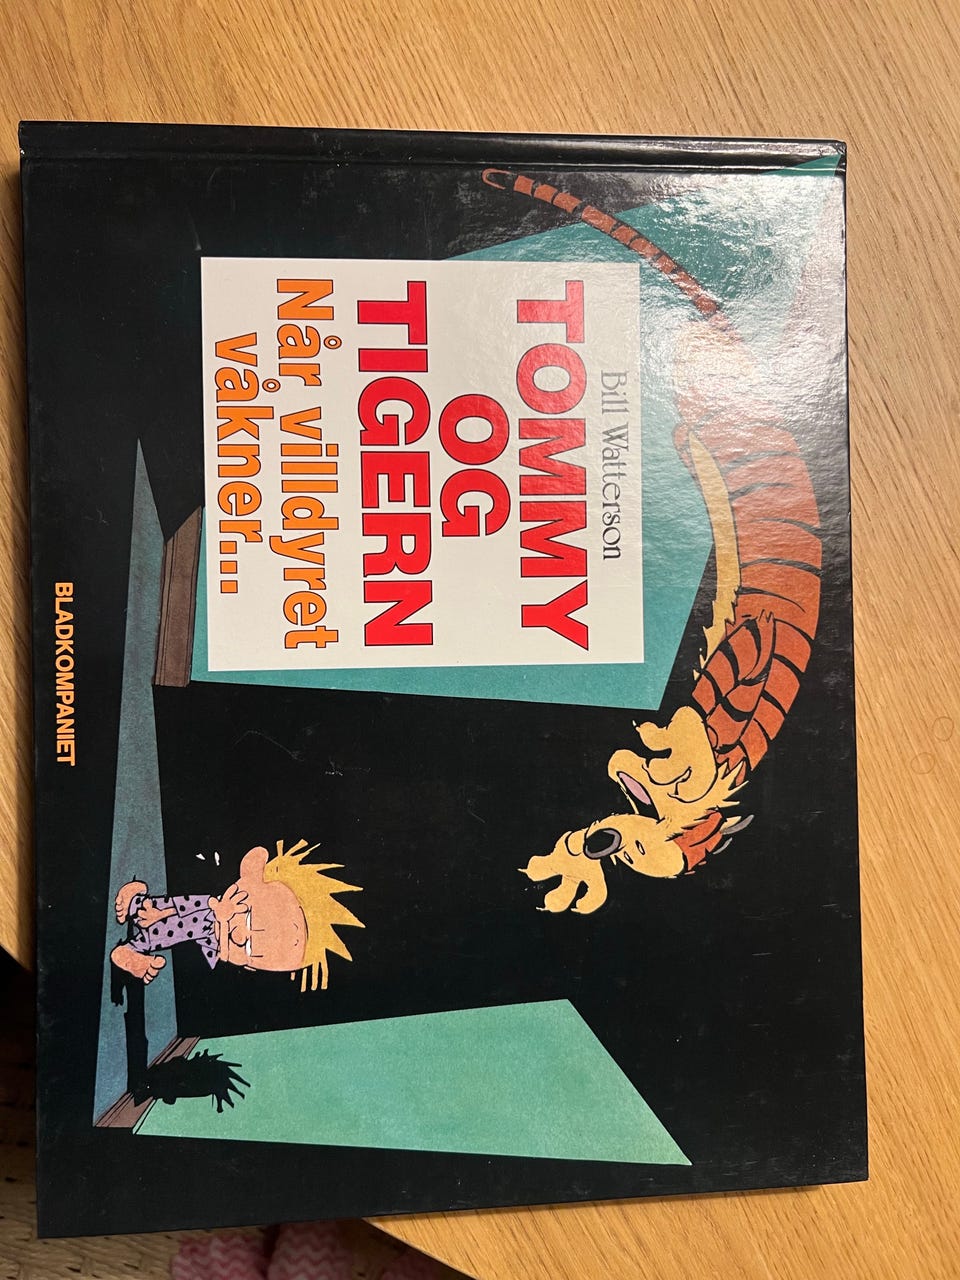 Bill Watterson
TOMMY
OG
TIGERN
Når villdyret
våkner...
BLADKOMPANIET